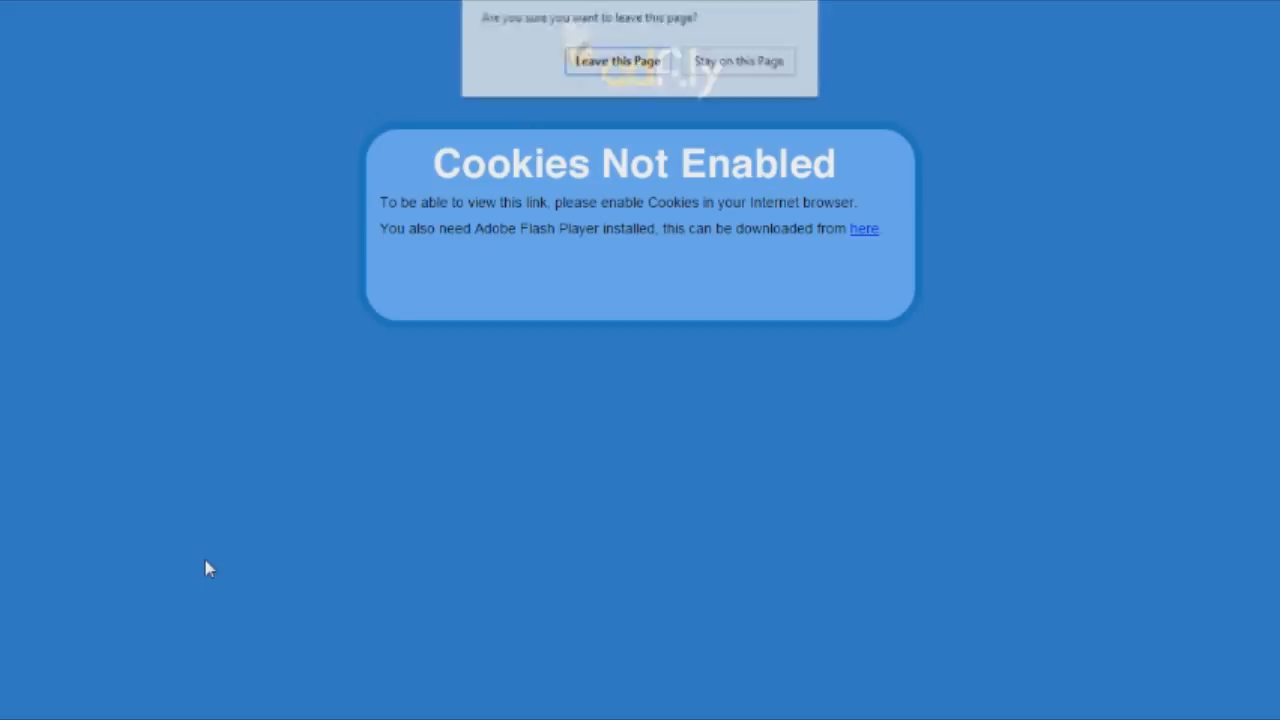 Are you sure you want to leave this page?
Leave this Page Stay on this Page
adf.ly
Cookies Not Enabled
To be able to view this link, please enable Cookies in your Internet browser.
You also need Adobe Flash Player installed, this can be downloaded from here.